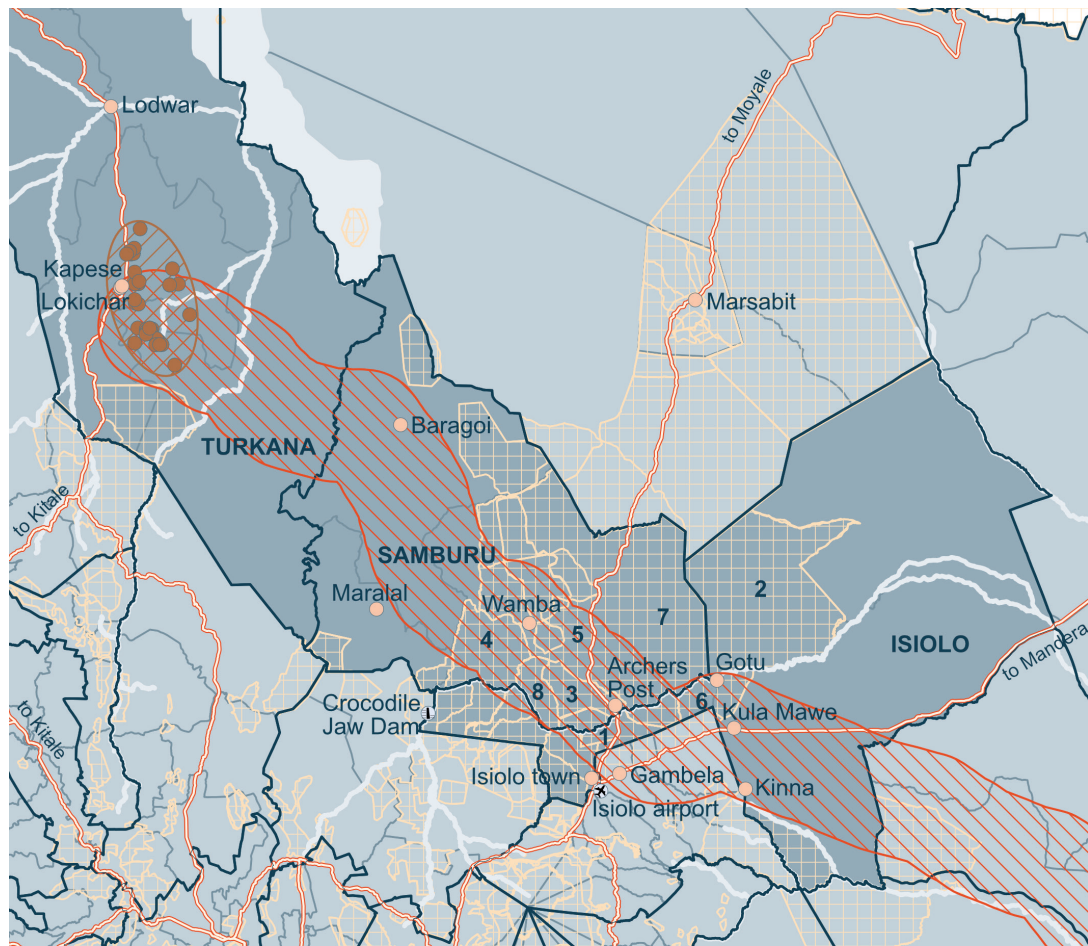 Lodwar
to Moyale
Kapese
Lokichar
Marsabit
Baragoi
TURKANA
to Kitale
SAMBURU
Maralal
Wamba
2
7
5
4
ISIOLO
to Mandera
Archers
Post
Gotu
8
3
6
Crocodile
Jaw Dam
Kula Mawe
1
to Kitale
Isiolo town
Gambela
Kinna
Isiolo airport